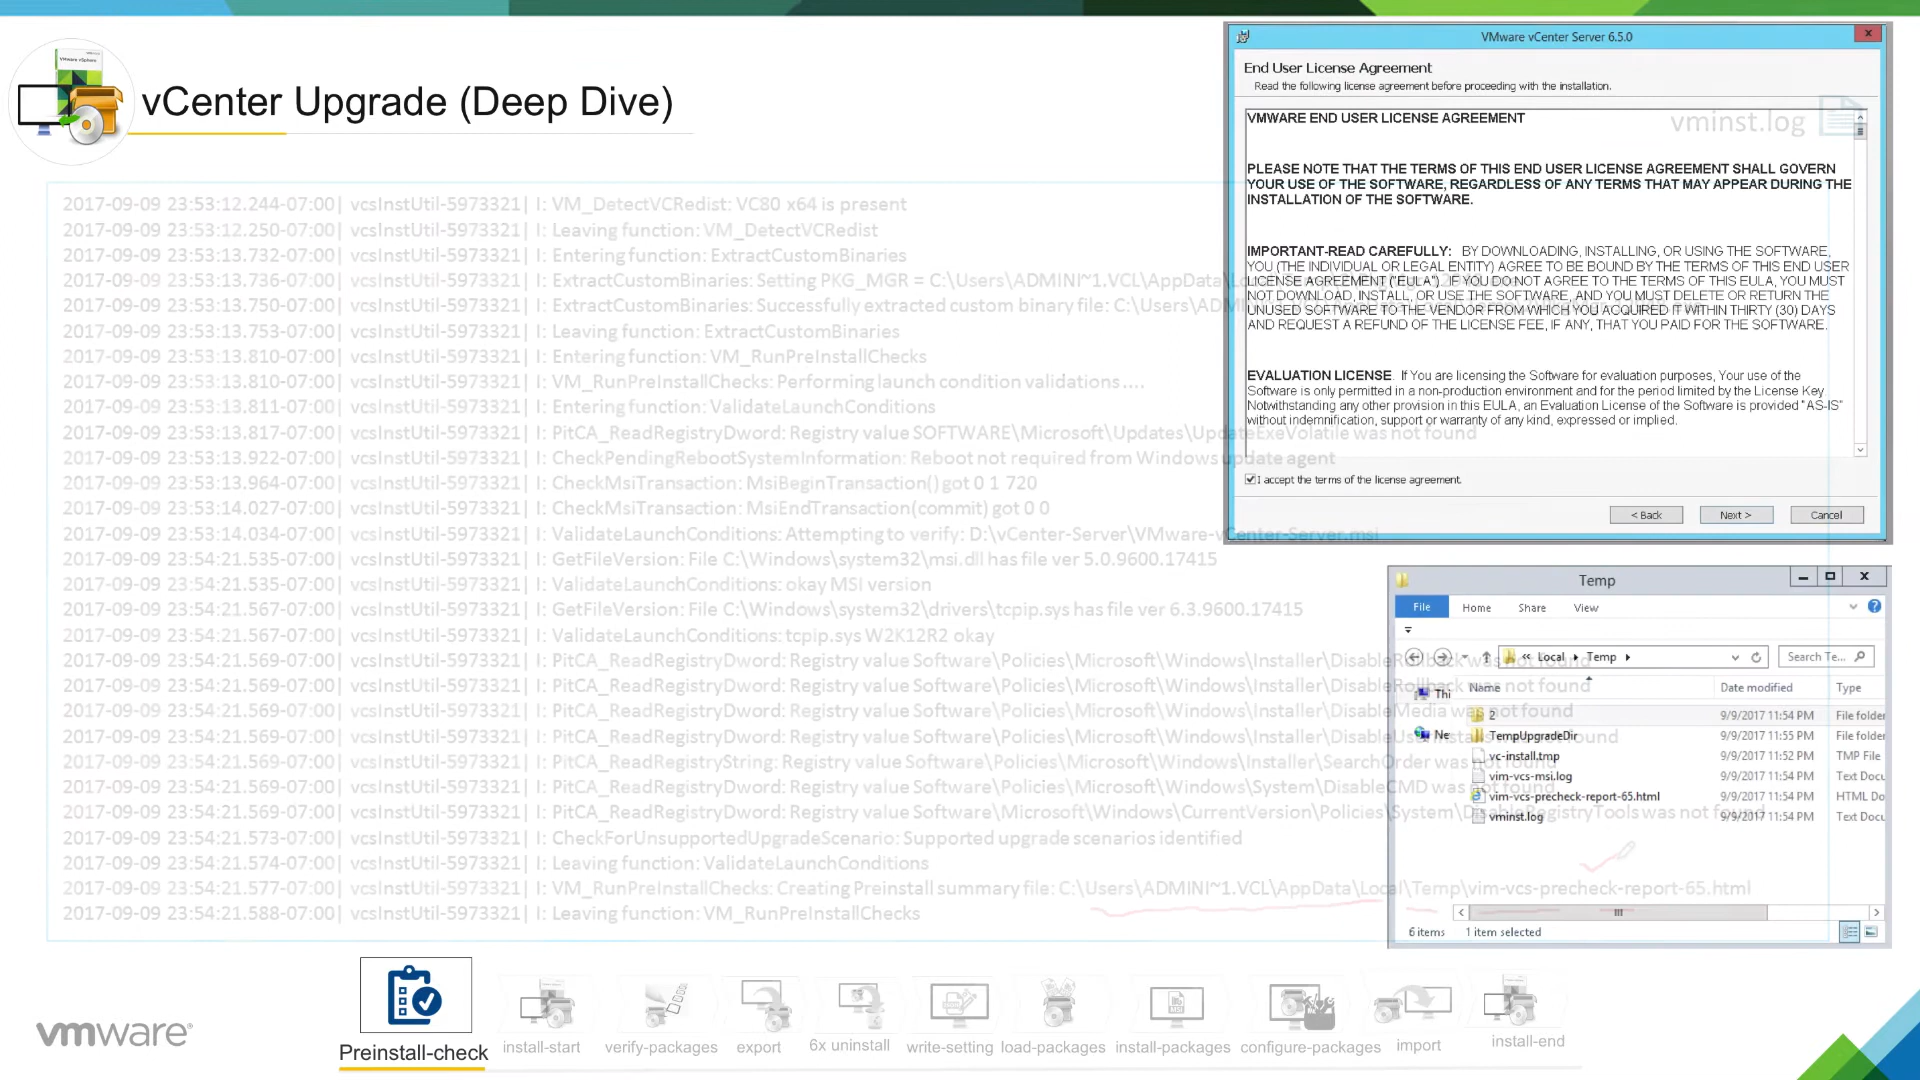 vCenter Upgrade (Deep Dive)
2017-09-09 23:53:12.244-07:00| vcsInstUtil-5973321| I: VM_DetectVCRedist: VC80 x64 is present
2017-09-09 23:53:12.250-07:00| vcsInstUtil-5973321| I: Leaving function: VM_DetectVCRedist
2017-09-09 23:53:13.732-07:00| vcsInstUtil-5973321| I: Entering function: ExtractCustomBinaries
2017-09-09 23:53:13.736-07:00| vcsInstUtil-5973321| I: ExtractCustomBinaries: Setting PKG_MGR = C:\Users\ADMINI~1.VCL\AppData\
2017-09-09 23:53:13.750-07:00| vcsInstUtil-5973321| I: ExtractCustomBinaries: Successfully extracted custom binary file: C:\Users\
2017-09-09 23:53:13.753-07:00| vcsInstUtil-5973321| I: Leaving function: ExtractCustomBinaries
2017-09-09 23:53:13.810-07:00| vcsInstUtil-5973321| I: Entering function: VM_RunPreInstallChecks
2017-09-09 23:53:13.810-07:00| vcsInstUtil-5973321| I: VM_RunPreInstallChecks: Performing launch condition validations ....
2017-09-09 23:53:13.811-07:00| vcsInstUtil-5973321| I: Entering function: ValidateLaunchConditions
2017-09-09 23:53:13.817-07:00| vcsInstUtil-5973321| I: PitCA_ReadRegistryDword: Registry value SOFTWARE\Microsoft\Updates\UpdateExeVolatile was not found
2017-09-09 23:53:13.922-07:00| vcsInstUtil-5973321| I: CheckPendingRebootSystemInformation: Reboot not required from Windows update agent
2017-09-09 23:53:13.964-07:00| vcsInstUtil-5973321| I: CheckMsiTransaction: MsiBeginTransaction() got 0 1 720
2017-09-09 23:53:14.027-07:00| vcsInstUtil-5973321| I: CheckMsiTransaction: MsiEndTransaction(commit) got 0 0
2017-09-09 23:53:14.034-07:00| vcsInstUtil-5973321| I: ValidateLaunchConditions: Attempting to verify: D:\vCenter-Server\VMware-vCenter-Server.msi
2017-09-09 23:54:21.535-07:00| vcsInstUtil-5973321| I: GetFileVersion: File C:\Windows\system32\msi.dll has file ver 5.0.9600.17415
2017-09-09 23:54:21.535-07:00| vcsInstUtil-5973321| I: ValidateLaunchConditions: okay MSI version
2017-09-09 23:54:21.567-07:00| vcsInstUtil-5973321| I: GetFileVersion: File C:\Windows\system32\drivers\tcpip.sys has file ver 6.3.9600.17415
2017-09-09 23:54:21.567-07:00| vcsInstUtil-5973321| I: ValidateLaunchConditions: tcpip.sys W2K12R2 okay
2017-09-09 23:54:21.569-07:00| vcsInstUtil-5973321| I: PitCA_ReadRegistryDword: Registry value Software\Policies\Microsoft\Windows\Installer\DisableRollback was not found
2017-09-09 23:54:21.569-07:00| vcsInstUtil-5973321| I: PitCA_ReadRegistryDword: Registry value Software\Policies\Microsoft\Windows\Installer\DisableRollback was not found
2017-09-09 23:54:21.569-07:00| vcsInstUtil-5973321| I: PitCA_ReadRegistryDword: Registry value Software\Policies\Microsoft\Windows\Installer\DisableMedia was not found
2017-09-09 23:54:21.569-07:00| vcsInstUtil-5973321| I: PitCA_ReadRegistryDword: Registry value Software\Policies\Microsoft\Windows\Installer\
2017-09-09 23:54:21.569-07:00| vcsInstUtil-5973321| I: PitCA_ReadRegistryString: Registry value Software\Policies\Microsoft\Windows\Installer\SearchOrder was not found
2017-09-09 23:54:21.569-07:00| vcsInstUtil-5973321| I: PitCA_ReadRegistryDword: Registry value Software\Policies\Microsoft\Windows\System\DisableCMD was not found
2017-09-09 23:54:21.569-07:00| vcsInstUtil-5973321| I: PitCA_ReadRegistryDword: Registry value Software\Microsoft\Windows\CurrentVersion\Policies\System\DisableRegistryTools was not found
2017-09-09 23:54:21.573-07:00| vcsInstUtil-5973321| I: CheckForUnsupportedUpgradeScenario: Supported upgrade scenarios identified
2017-09-09 23:54:21.574-07:00| vcsInstUtil-5973321| I: Leaving function: ValidateLaunchConditions
2017-09-09 23:54:21.577-07:00| vcsInstUtil-5973321| I: VM_RunPreInstallChecks: Creating Preinstall summary file: C:\Users\ADMINI~1.VCL\AppData\Local\Temp\vim-vcs-precheck-report-65.html
2017-09-09 23:54:21.588-07:00| vcsInstUtil-5973321| I: Leaving function: VM_RunPreInstallChecks
VMware vCenter Server 6.5.0
End User License Agreement
Read the following license agreement before proceeding with the installation.
vminst.log
VMWARE END USER LICENSE AGREEMENT
PLEASE NOTE THAT THE TERMS OF THIS END USER LICENSE AGREEMENT SHALL GOVERN
YOUR USE OF THE SOFTWARE, REGARDLESS OF ANY TERMS THAT MAY APPEAR DURING THE
INSTALLATION OF THE SOFTWARE.
IMPORTANT-READ CAREFULLY: BY DOWNLOADING, INSTALLING, OR USING THE SOFTWARE,
YOU (THE INDIVIDUAL OR LEGAL ENTITY) AGREE TO BE BOUND BY THE TERMS OF THIS END USER
LICENSE AGREEMENT ("EULA"). IF YOU DO NOT AGREE TO THE TERMS OF THIS EULA, YOU MUST
NOT DOWNLOAD, INSTALL, OR USE THE SOFTWARE, AND YOU MUST DELETE OR RETURN THE
UNUSED SOFTWARE TO THE VENDOR FROM WHICH YOU ACQUIRED IT WITHIN THIRTY (30) DAYS
AND REQUEST A REFUND OF THE LICENSE FEE, IF ANY, THAT YOU PAID FOR THE SOFTWARE.
EVALUATION LICENSE. If You are licensing the Software for evaluation purposes, Your use of the
Software is only permitted in a non-production environment and for the period limited by the License Key.
Notwithstanding any other provision in this EULA, an Evaluation License of the Software is provided "AS-IS"
without indemnification, support or warranty of any kind, expressed or implied.
I accept the terms of the license agreement.
< Back
Next >
Cancel
Temp
File Home Share View
« Local Temp
Search Te...
Name Date modified Type
Thi
Ne
2 9/9/2017 11:54 PM File folder
TempUpgradeDir 9/9/2017 11:55 PM File folder
vc-install.tmp 9/9/2017 11:52 PM TMP File
vim-vcs-msi.log 9/9/2017 11:54 PM Text Docu
vim-vcs-precheck-report-65.html 9/9/2017 11:54 PM HTML Do
vminst.log 9/9/2017 11:54 PM Text Docu
6 items 1 item selected
vmware®
Preinstall-check
install-start
verify-packages
export
6x uninstall
write-setting
load-packages
install-packages
configure-packages
import
install-end